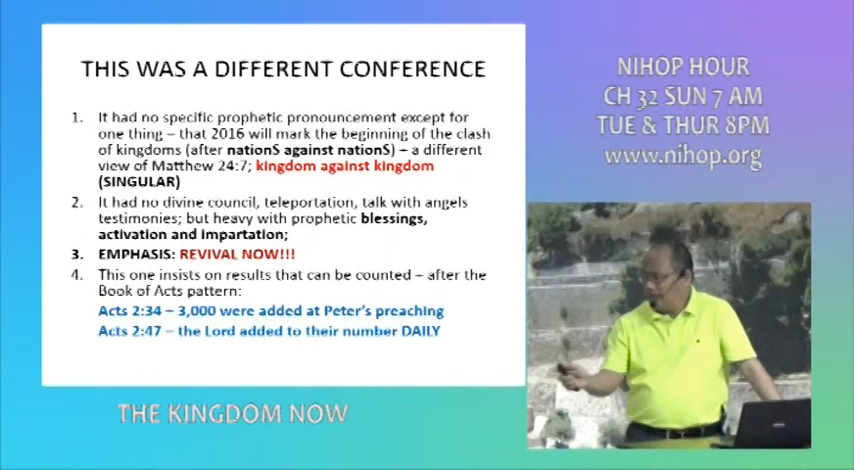 THIS WAS A DIFFERENT CONFERENCE
1. It had no specific prophetic pronouncement except for
one thing – that 2016 will mark the beginning of the clash
of kingdoms (after nationS against nationS) – a different
view of Matthew 24:7; kingdom against kingdom
(SINGULAR)
2. It had no divine council, teleportation, talk with angels
testimonies; but heavy with prophetic blessings,
activation and impartation;
3. EMPHASIS: REVIVAL NOW!!!
4. This one insists on results that can be counted – after the
Book of Acts pattern:
Acts 2:34 – 3,000 were added at Peter's preaching
Acts 2:47 – the Lord added to their number DAILY
NIHOP HOUR
CH 32 SUN 7 AM
TUE & THUR 8PM
www.nihop.org
THE KINGDOM NOW